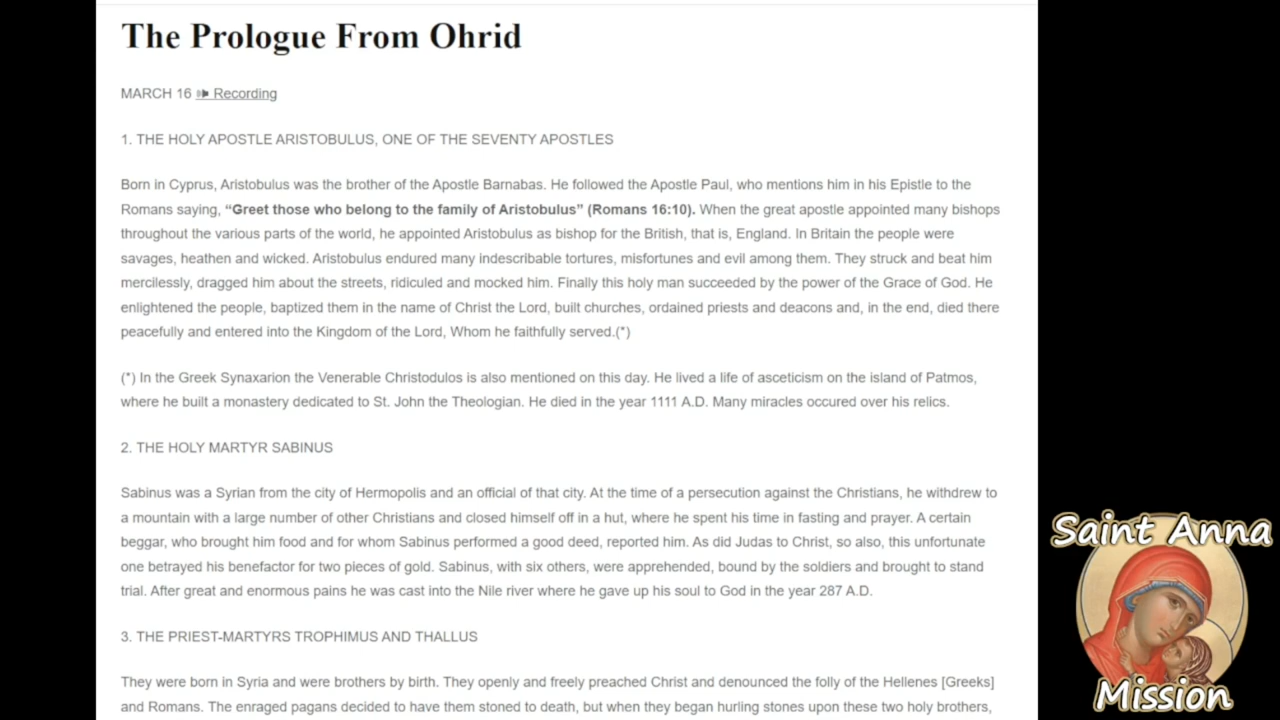 The Prologue From Ohrid
MARCH 16 Recording
1. THE HOLY APOSTLE ARISTOBULUS, ONE OF THE SEVENTY APOSTLES
Born in Cyprus, Aristobulus was the brother of the Apostle Barnabas. He followed the Apostle Paul, who mentions him in his Epistle to the
Romans saying, “Greet those who belong to the family of Aristobulus” (Romans 16:10). When the great apostle appointed many bishops
throughout the various parts of the world, he appointed Aristobulus as bishop for the British, that is, England. In Britain the people were
savages, heathen and wicked. Aristobulus endured many indescribable tortures, misfortunes and evil among them. They struck and beat him
mercilessly, dragged him about the streets, ridiculed and mocked him. Finally this holy man succeeded by the power of the Grace of God. He
enlightened the people, baptized them in the name of Christ the Lord, built churches, ordained priests and deacons and, in the end, died there
peacefully and entered into the Kingdom of the Lord, Whom he faithfully served.(*)
(*) In the Greek Synaxarion the Venerable Christodulos is also mentioned on this day. He lived a life of asceticism on the island of Patmos,
where he built a monastery dedicated to St. John the Theologian. He died in the year 1111 A.D. Many miracles occured over his relics.
2. THE HOLY MARTYR SABINUS
Sabinus was a Syrian from the city of Hermopolis and an official of that city. At the time of a persecution against the Christians, he withdrew to
a mountain with a large number of other Christians and closed himself off in a hut, where he spent his time in fasting and prayer. A certain
beggar, who brought him food and for whom Sabinus performed a good deed, reported him. As did Judas to Christ, so also, this unfortunate
one betrayed his benefactor for two pieces of gold. Sabinus, with six others, were apprehended, bound by the soldiers and brought to stand
trial. After great and enormous pains he was cast into the Nile river where he gave up his soul to God in the year 287 A.D.
3. THE PRIEST-MARTYRS TROPHIMUS AND THALLUS
They were born in Syria and were brothers by birth. They openly and freely preached Christ and denounced the folly of the Hellenes [Greeks]
and Romans. The enraged pagans decided to have them stoned to death, but when they began hurling stones upon these two holy brothers,
Saint Anna
Mission